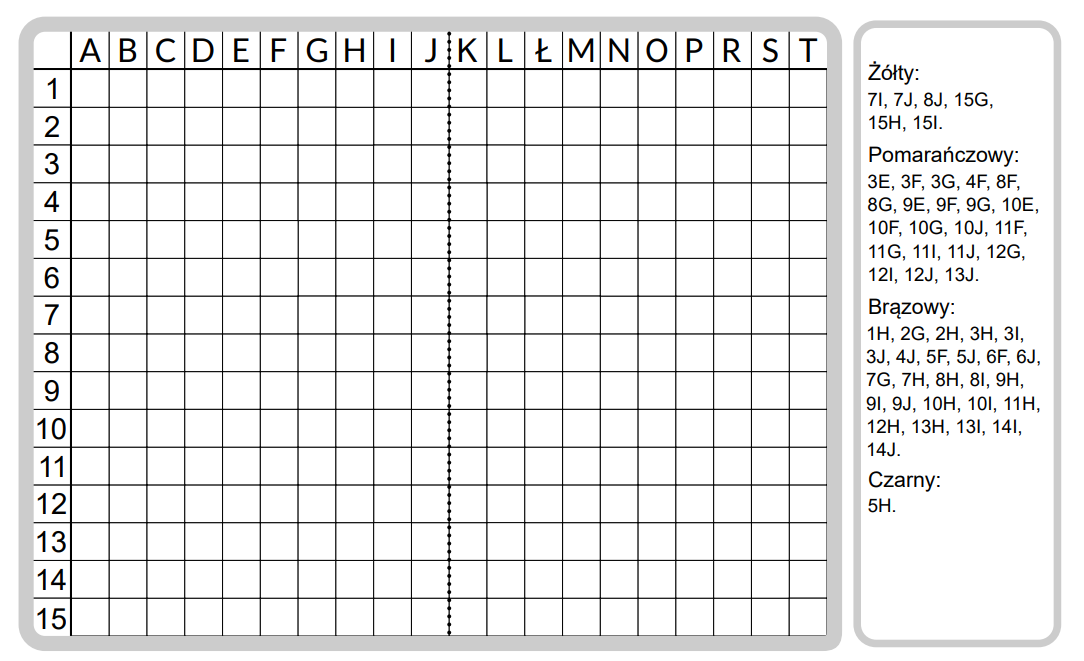 A B C D E F G H I J K L Ł M N O P R S T
1
2
3
4
5
6
7
8
9
10
11
12
13
14
15
Żółty:
7I, 7J, 8J, 15G,
15H, 15I.
Pomarańczowy:
3E, 3F, 3G, 4F, 8F,
8G, 9E, 9F, 9G, 10E,
10F, 10G, 10J, 11F,
11G, 11I, 11J, 12G,
12I, 12J, 13J.
Brązowy:
1H, 2G, 2H, 3H, 3I,
3J, 4J, 5F, 5J, 6F, 6J,
7G, 7H, 8H, 8I, 9H,
9I, 9J, 10H, 10I, 11H,
12H, 13H, 13I, 14I,
14J.
Czarny:
5H.